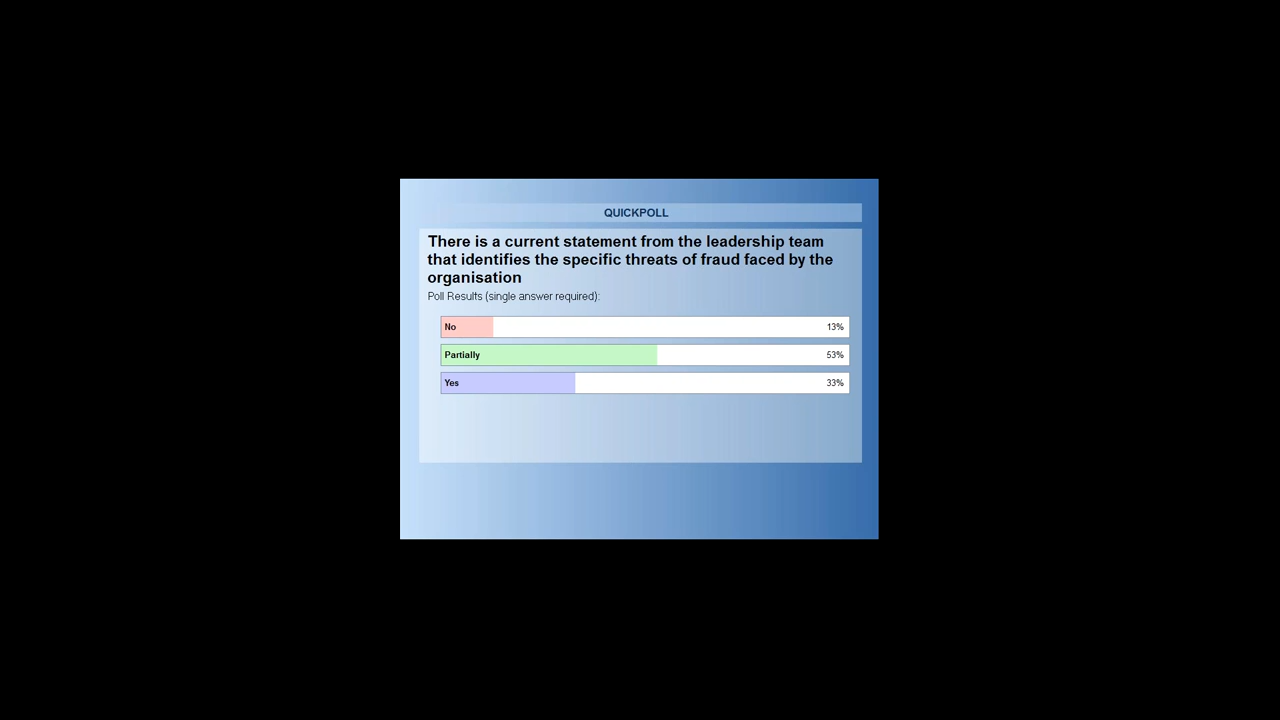 QUICKPOLL
There is a current statement from the leadership team
that identifies the specific threats of fraud faced by the
organisation
Poll Results (single answer required):
No 13%
Partially 53%
Yes 33%